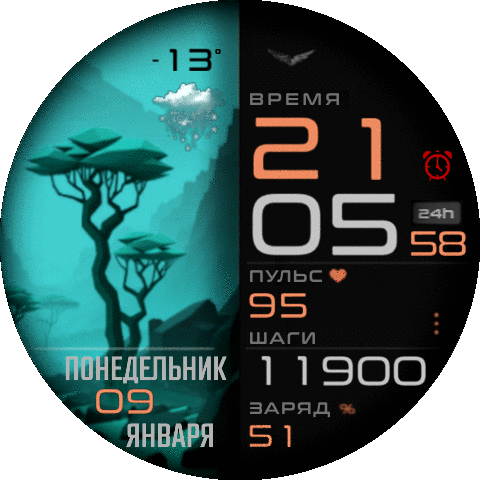 -13°
ПОНЕДЕЛЬНИК
09
ЯНВАРЯ
ВРЕМЯ
21
05
24h
58
ПУЛЬС
95
ШАГИ
11900
ЗАРЯД %
51